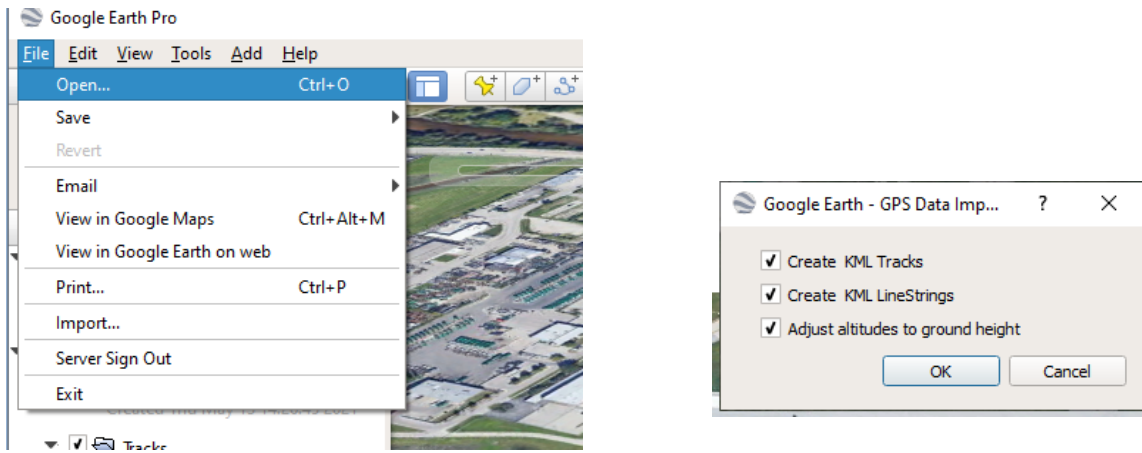 Google Earth Pro
File Edit View Tools Add Help
Open... Ctrl+O
Save
Revert
Email
View in Google Maps Ctrl+Alt+M
View in Google Earth on web
Print... Ctrl+P
Import...
Server Sign Out
Exit
Tracks
Google Earth - GPS Data Imp... ?
Create KML Tracks
Create KML LineStrings
Adjust altitudes to ground height
OK Cancel